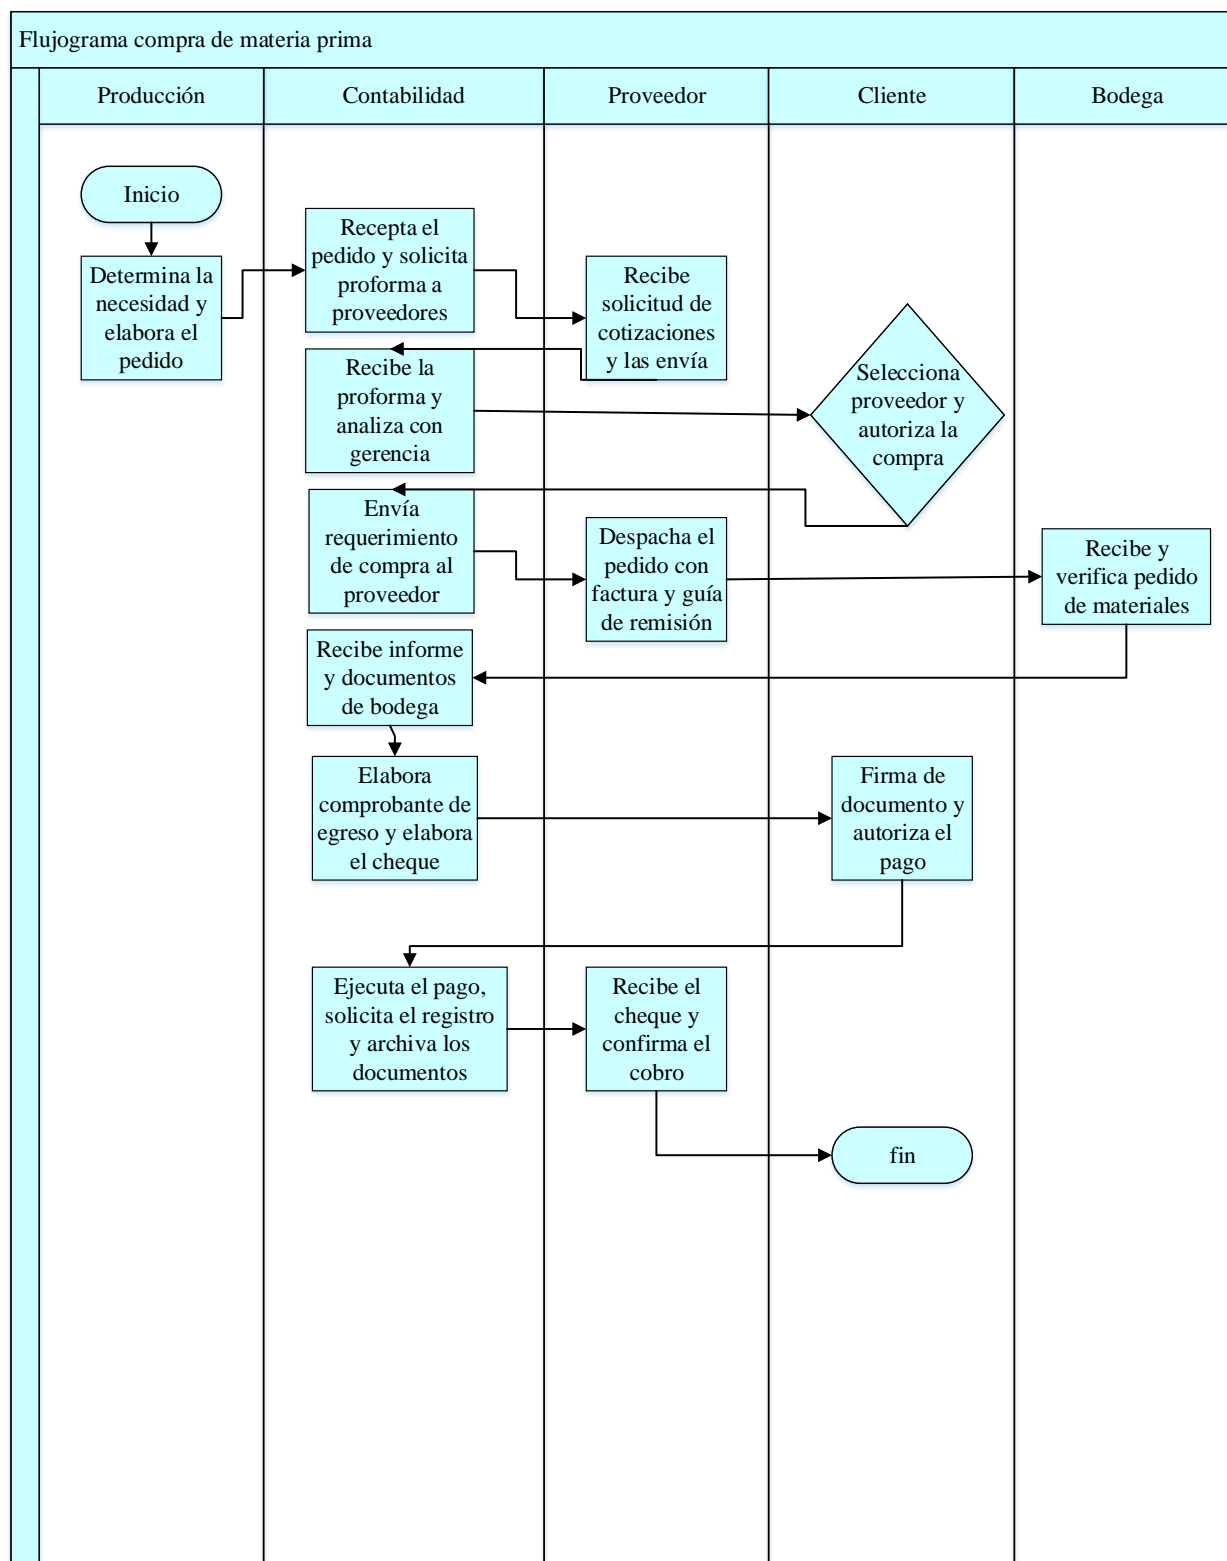 Flujograma compra de materia prima
Producción
Contabilidad
Proveedor
Cliente
Bodega
Inicio
Determina la
necesidad y
elabora el
pedido
Recepta el
pedido y solicita
proforma a
proveedores
Recibe
solicitud de
cotizaciones
y las envía
Recibe la
proforma y
analiza con
gerencia
Selecciona
proveedor y
autoriza la
compra
Envía
requerimiento
de compra al
proveedor
Despacha el
pedido con
factura y guía
de remisión
Recibe y
verifica pedido
de materiales
Recibe informe
y documentos
de bodega
Elabora
comprobante de
egreso y elabora
el cheque
Firma de
documento y
autoriza el
pago
Ejecuta el pago,
solicita el registro
y archiva los
documentos
Recibe el
cheque y
confirma el
cobro
fin